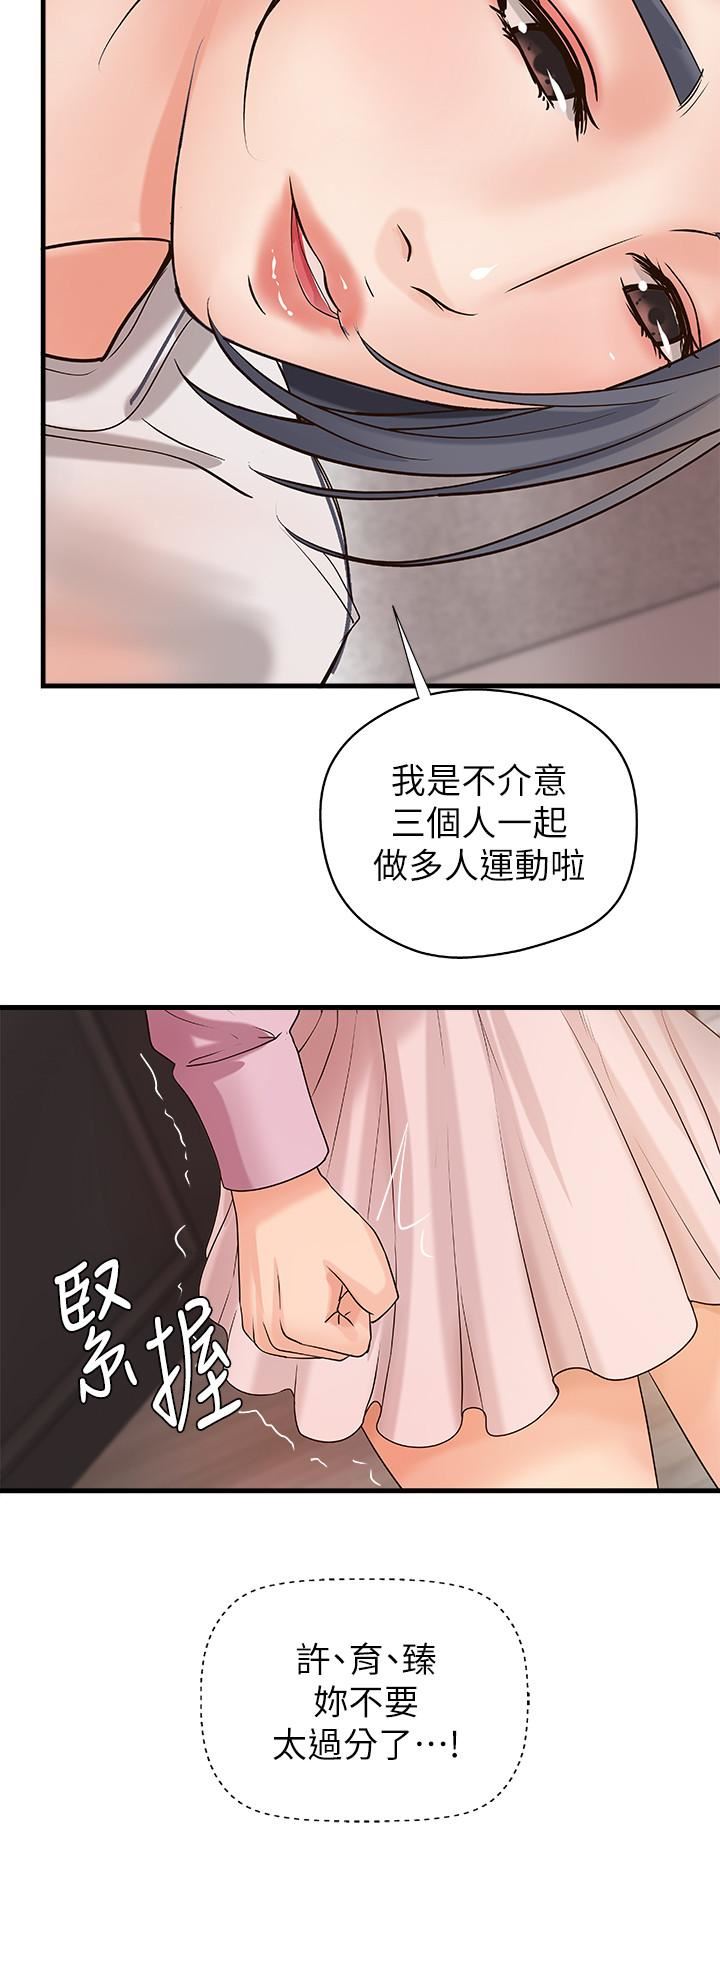 我是不介意
三個人一起
做多人運動啦
緊握
許、育、臻
妳不要
太過分了…!